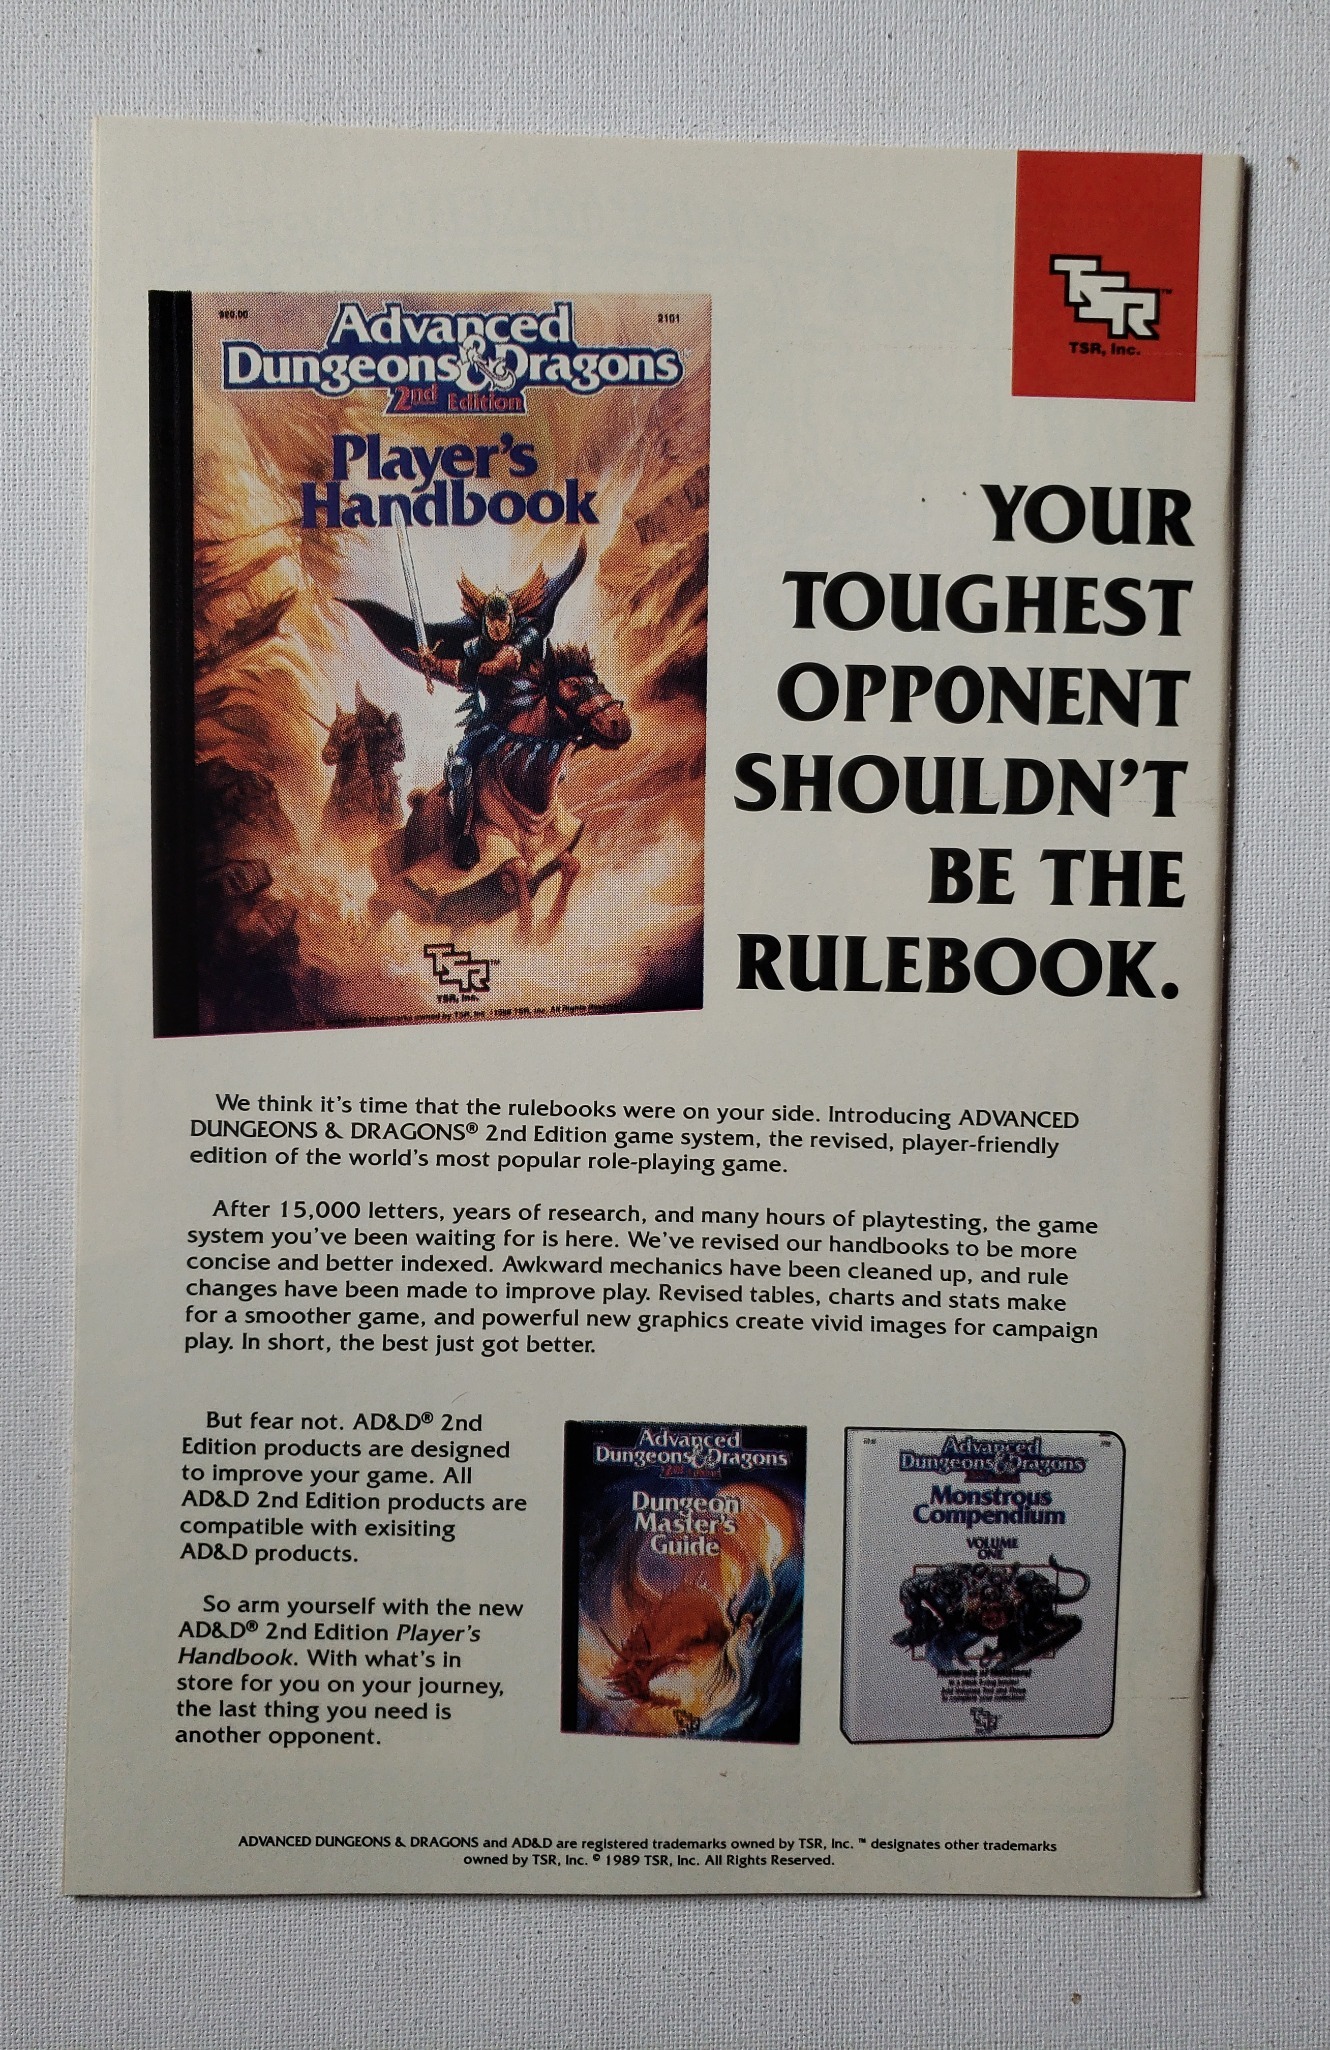 TSR™
TSR, Inc.
2101
Advanced
Dungeons & Dragons
2nd Edition
Player's
Handbook
TSR™
TSR, Inc.
YOUR
TOUGHEST
OPPONENT
SHOULDN'T
BE THE
RULEBOOK.
We think it's time that the rulebooks were on your side. Introducing ADVANCED
DUNGEONS & DRAGONS® 2nd Edition game system, the revised, player-friendly
edition of the world's most popular role-playing game.
After 15,000 letters, years of research, and many hours of playtesting, the game
system you've been waiting for is here. We've revised our handbooks to be more
concise and better indexed. Awkward mechanics have been cleaned up, and rule
changes have been made to improve play. Revised tables, charts and stats make
for a smoother game, and powerful new graphics create vivid images for campaign
play. In short, the best just got better.
But fear not. AD&D® 2nd
Edition products are designed
to improve your game. All
AD&D 2nd Edition products are
compatible with exisiting
AD&D products.
So arm yourself with the new
AD&D® 2nd Edition Player's
Handbook. With what's in
store for you on your journey,
the last thing you need is
another opponent.
Advanced
Dungeons & Dragons
2nd Edition
Dungeon
Master's
Guide
TSR
Advanced
Dungeons & Dragons
Monstrous
Compendium
VOLUME
ONE
TSR
ADVANCED DUNGEONS & DRAGONS and AD&D are registered trademarks owned by TSR, Inc. ™ designates other trademarks
owned by TSR, Inc. © 1989 TSR, Inc. All Rights Reserved.